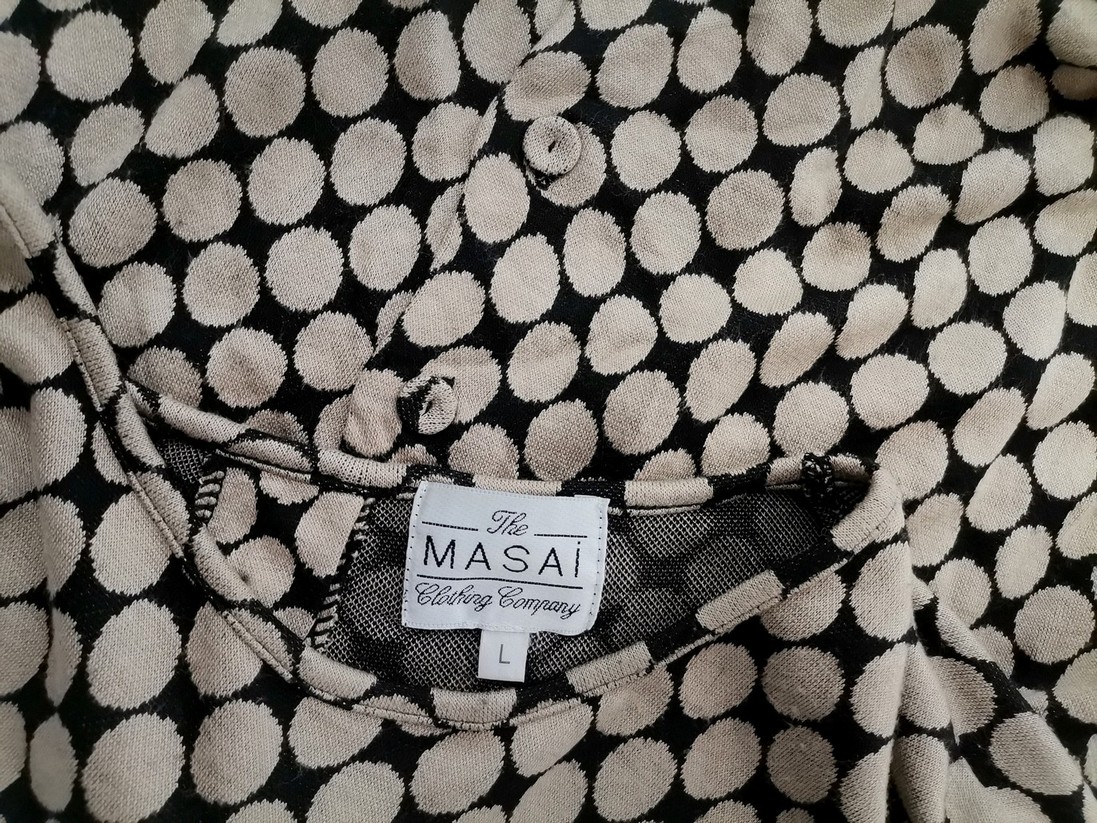 The
MASAI
Clothing Company
L